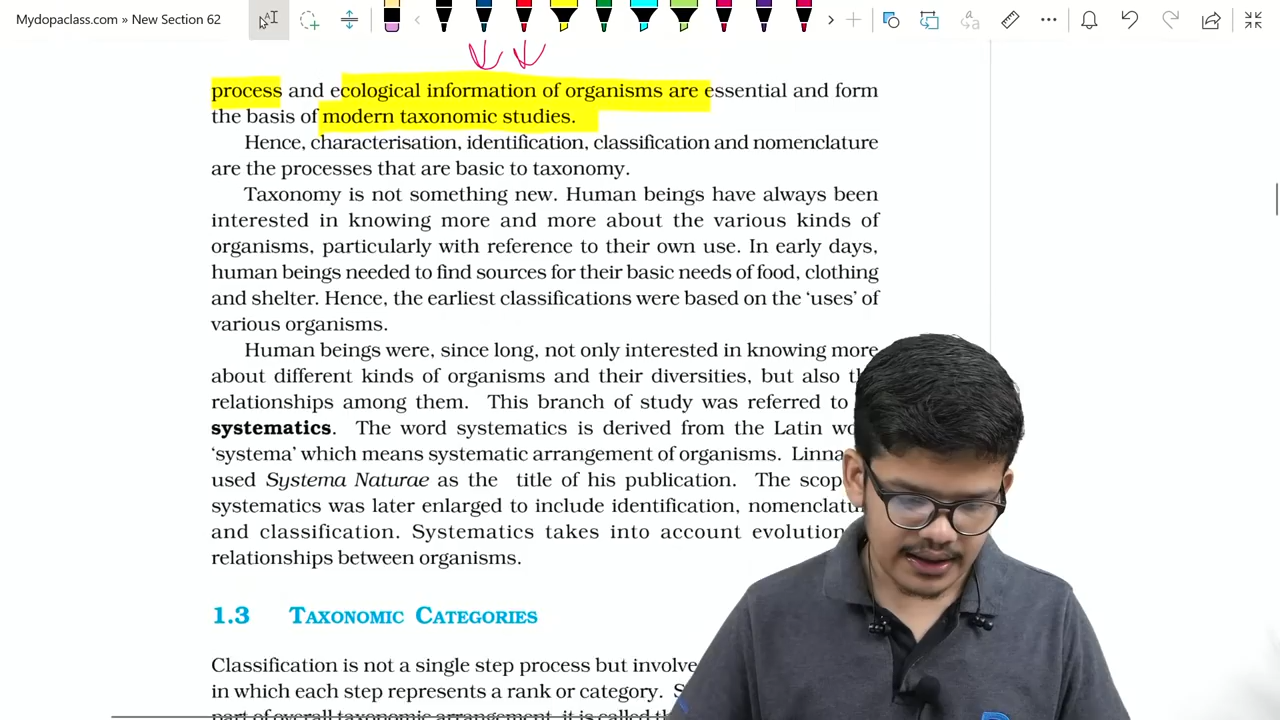 Mydopaclass.com » New Section 62
process and ecological information of organisms are essential and form
the basis of modern taxonomic studies.
Hence, characterisation, identification, classification and nomenclature
are the processes that are basic to taxonomy.
Taxonomy is not something new. Human beings have always been
interested in knowing more and more about the various kinds of
organisms, particularly with reference to their own use. In early days,
human beings needed to find sources for their basic needs of food, clothing
and shelter. Hence, the earliest classifications were based on the ‘uses’ of
various organisms.
Human beings were, since long, not only interested in knowing more
about different kinds of organisms and their diversities, but also
relationships among them. This branch of study was referred to
systematics. The word systematics is derived from the Latin
‘systema’ which means systematic arrangement of organisms.
used Systema Naturae as the title of his publication. The
systematics was later enlarged to include identification,
and classification. Systematics takes into account
relationships between organisms.
1.3 TAXONOMIC CATEGORIES
Classification is not a single step process but
in which each step represents a rank or category.
part of overall taxonomic arrangement, it is called